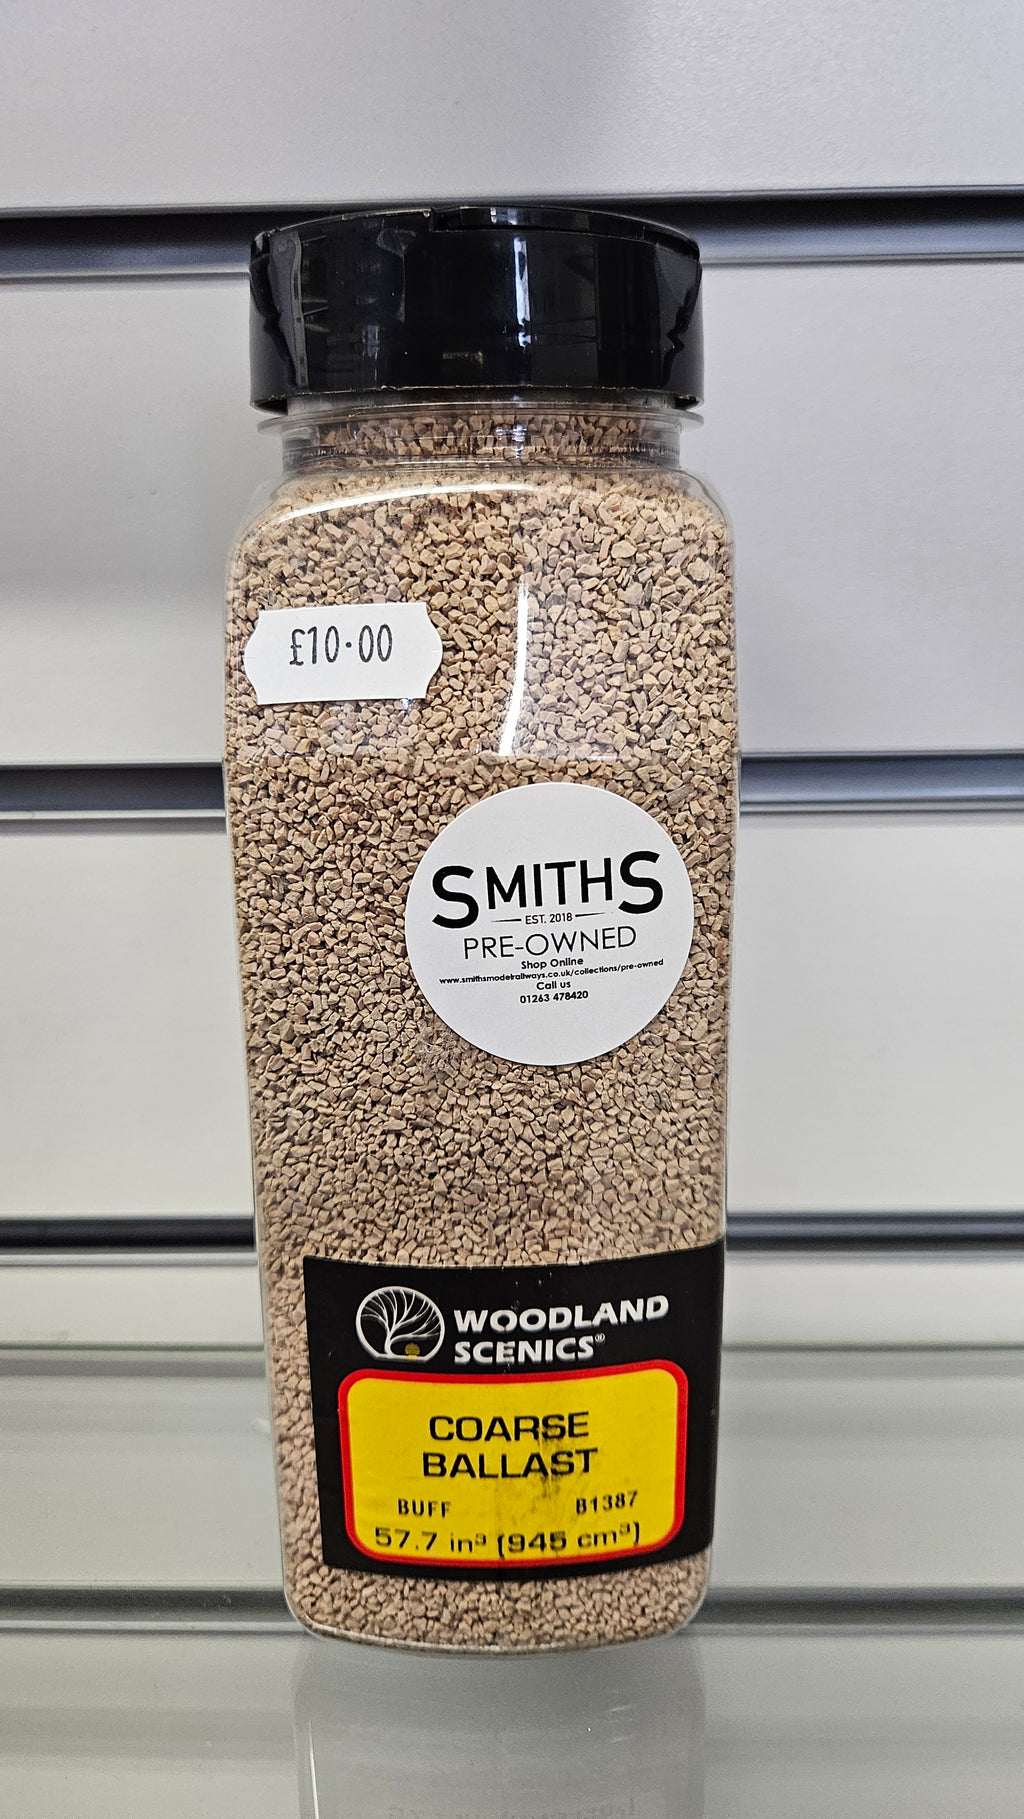 £10.00
SMITHS
EST. 2018
PRE-OWNED
Shop Online
www.smithsmodelrailways.co.uk/collections/pre-owned
Call us
01263 478420
WOODLAND
SCENICS®
COARSE
BALLAST
BUFF B1387
57.7 in³ (945 cm³)